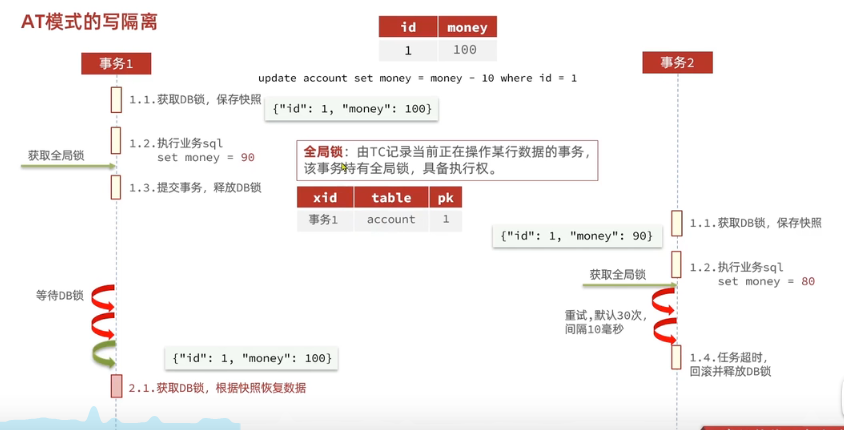 AT模式的写隔离
id money
1 100
事务1
事务2
update account set money = money - 10 where id = 1
1.1.获取DB锁，保存快照
{"id": 1, "money": 100}
1.2.执行业务sql
set money = 90
获取全局锁
全局锁：由TC记录当前正在操作某行数据的事务，
该事务持有全局锁，具备执行权。
1.3.提交事务，释放DB锁
xid table pk
事务1 account 1
1.1.获取DB锁，保存快照
{"id": 1, "money": 90}
1.2.执行业务sql
set money = 80
获取全局锁
等待DB锁
重试,默认30次，
间隔10毫秒
{"id": 1, "money": 100}
1.4.任务超时，
回滚并释放DB锁
2.1.获取DB锁，根据快照恢复数据